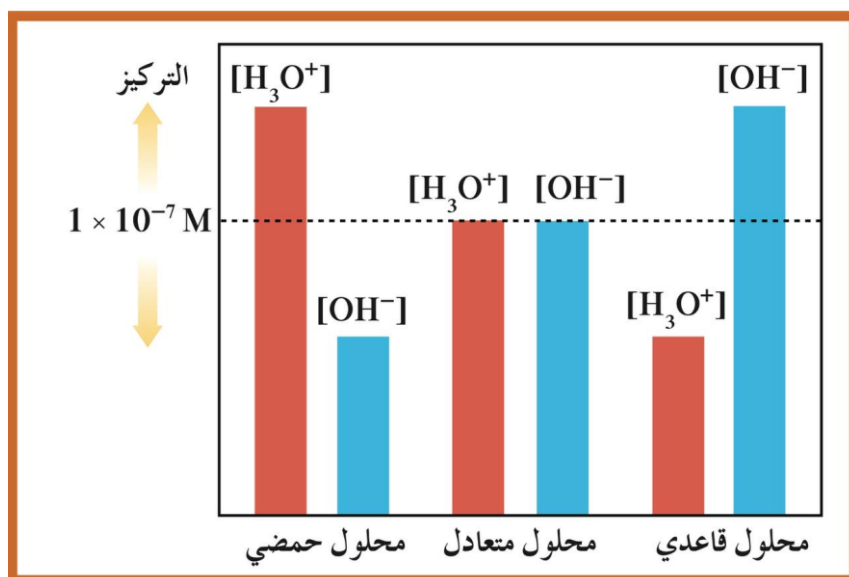 التركيز
[H₃O⁺]
[OH⁻]
[H₃O⁺]
[OH⁻]
1 × 10⁻⁷ M
[OH⁻]
[H₃O⁺]
محلول حمضي
محلول متعادل
محلول قاعدي